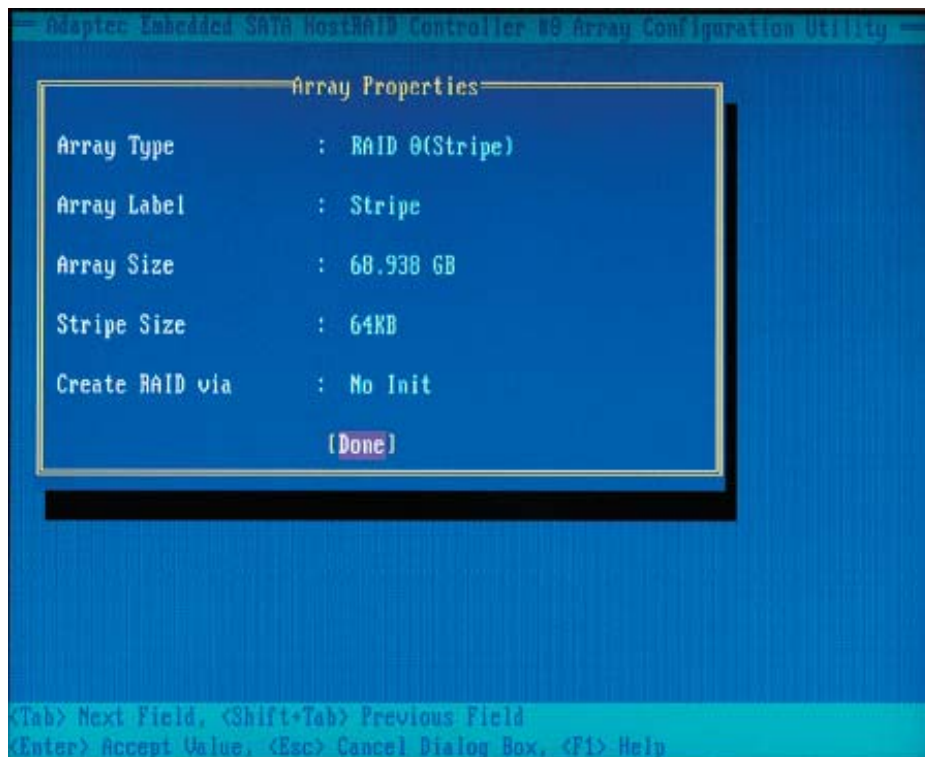 Adaptec Embedded SATA HostRAID Controller #0 Array Configuration Utility
Array Properties
Array Type : RAID 0(Stripe)
Array Label : Stripe
Array Size : 68.938 GB
Stripe Size : 64KB
Create RAID via : No Init
[Done]
<Tab> Next Field, <Shift+Tab> Previous Field
<Enter> Accept Value, <Esc> Cancel Dialog Box, <F1> Help